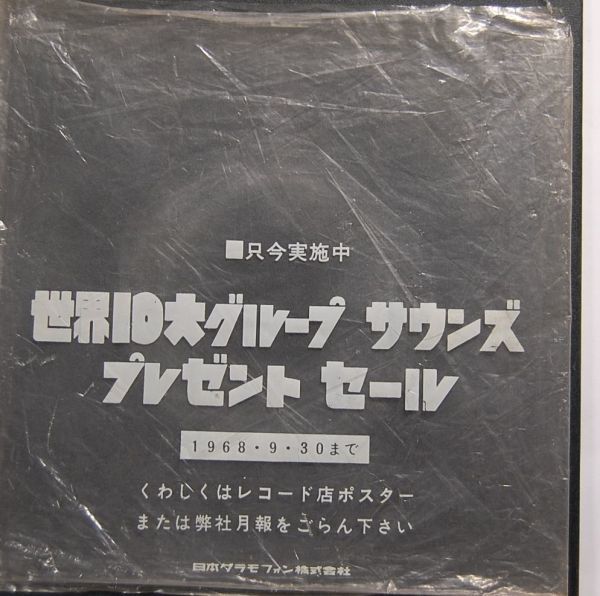 ■只今実施中
世界10大グループ サウンズ
プレゼント セール
1968・9・30まで
くわしくはレコード店ポスター
または弊社月報をごらん下さい
日本グラモフォン株式会社